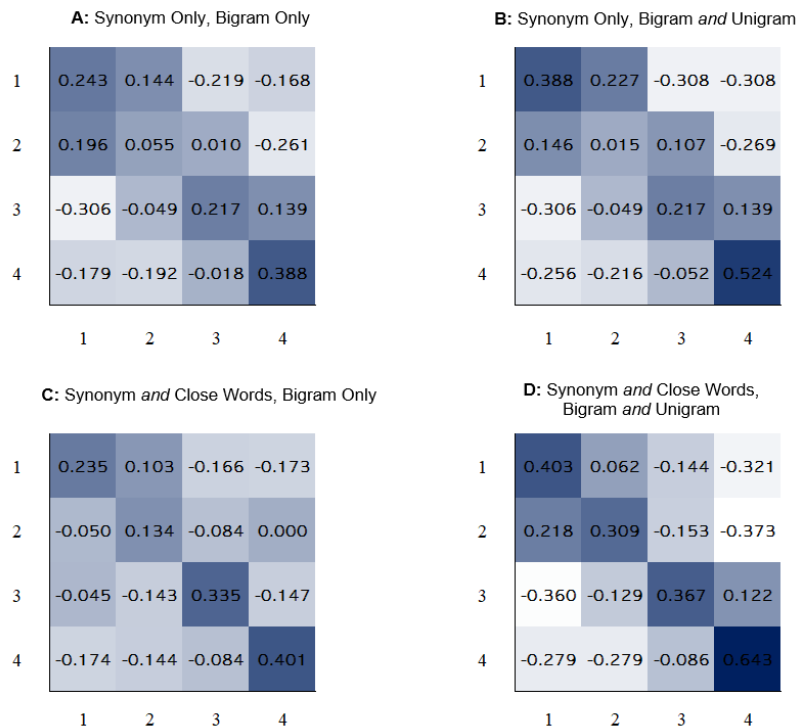 A: Synonym Only, Bigram Only
1 0.243 0.144 -0.219 -0.168
2 0.196 0.055 0.010 -0.261
3 -0.306 -0.049 0.217 0.139
4 -0.179 -0.192 -0.018 0.388
1 2 3 4
B: Synonym Only, Bigram and Unigram
1 0.388 0.227 -0.308 -0.308
2 0.146 0.015 0.107 -0.269
3 -0.306 -0.049 0.217 0.139
4 -0.256 -0.216 -0.052 0.524
1 2 3 4
C: Synonym and Close Words, Bigram Only
1 0.235 0.103 -0.166 -0.173
2 -0.050 0.134 -0.084 0.000
3 -0.045 -0.143 0.335 -0.147
4 -0.174 -0.144 -0.084 0.401
1 2 3 4
D: Synonym and Close Words,
Bigram and Unigram
1 0.403 0.062 -0.144 -0.321
2 0.218 0.309 -0.153 -0.373
3 -0.360 -0.129 0.367 0.122
4 -0.279 -0.279 -0.086 0.643
1 2 3 4